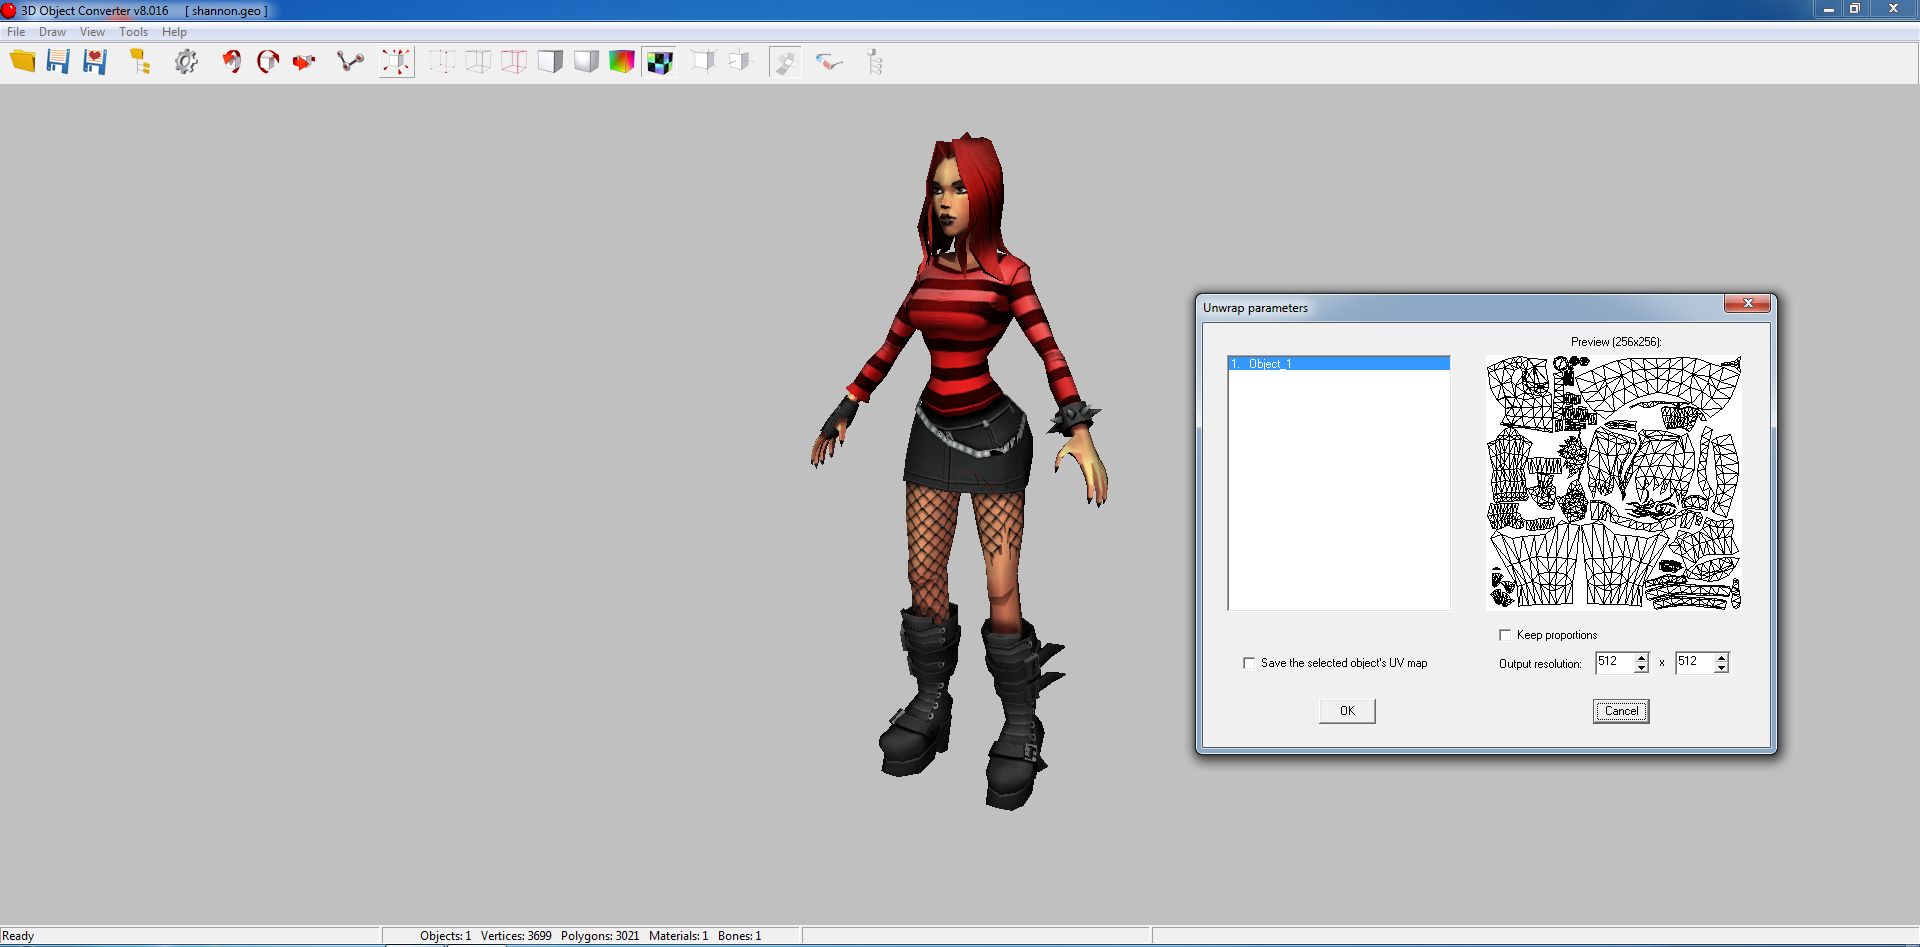 3D Object Converter v8.016 [ shannon.geo ]
File Draw View Tools Help
Unwrap parameters
Preview (256x256):
1. Object_1
Keep proportions
Save the selected object's UV map
Output resolution: 512 x 512
OK Cancel
Ready Objects: 1 Vertices: 3699 Polygons: 3021 Materials: 1 Bones: 1